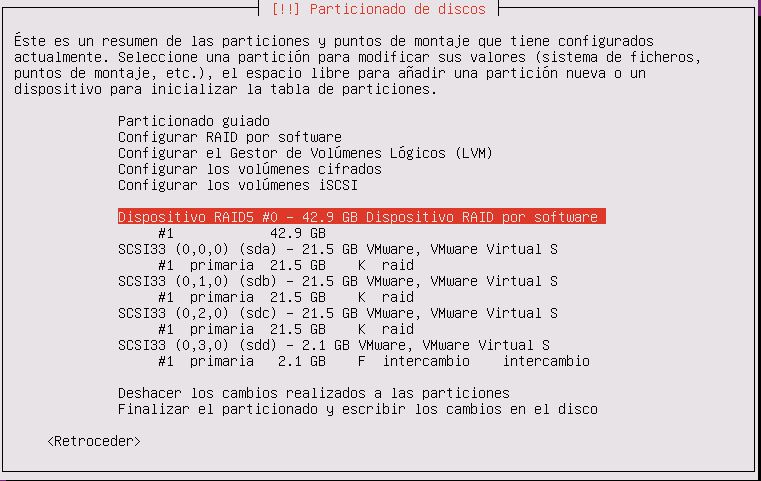 [!!] Particionado de discos
Éste es un resumen de las particiones y puntos de montaje que tiene configurados
actualmente. Seleccione una partición para modificar sus valores (sistema de ficheros,
puntos de montaje, etc.), el espacio libre para añadir una partición nueva o un
dispositivo para inicializar la tabla de particiones.
Particionado guiado
Configurar RAID por software
Configurar el Gestor de Volúmenes Lógicos (LVM)
Configurar los volúmenes cifrados
Configurar los volúmenes iSCSI
Dispositivo RAID5 #0 – 42.9 GB Dispositivo RAID por software
#1 42.9 GB
SCSI33 (0,0,0) (sda) – 21.5 GB VMware, VMware Virtual S
#1 primaria 21.5 GB K raid
SCSI33 (0,1,0) (sdb) – 21.5 GB VMware, VMware Virtual S
#1 primaria 21.5 GB K raid
SCSI33 (0,2,0) (sdc) – 21.5 GB VMware, VMware Virtual S
#1 primaria 21.5 GB K raid
SCSI33 (0,3,0) (sdd) – 2.1 GB VMware, VMware Virtual S
#1 primaria 2.1 GB F intercambio intercambio
Deshacer los cambios realizados a las particiones
Finalizar el particionado y escribir los cambios en el disco
<Retroceder>